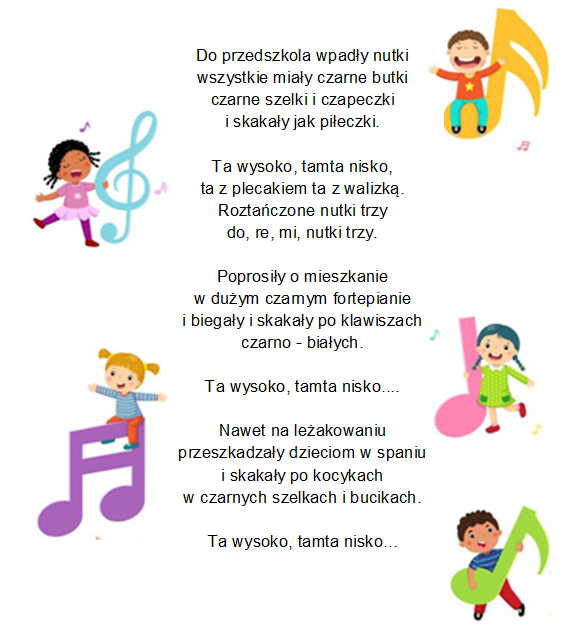 Do przedszkola wpadły nutki
wszystkie miały czarne butki
czarne szelki i czapeczki
i skakały jak piłeczki.
Ta wysoko, tamta nisko,
ta z plecakiem ta z walizką.
Roztańczone nutki trzy
do, re, mi, nutki trzy.
Poprosiły o mieszkanie
w dużym czarnym fortepianie
i biegały i skakały po klawiszach
czarno - białych.
Ta wysoko, tamta nisko....
Nawet na leżakowaniu
przeszkadzały dzieciom w spaniu
i skakały po kocykach
w czarnych szelkach i bucikach.
Ta wysoko, tamta nisko...